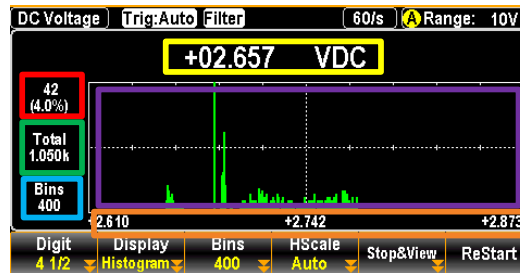 DC Voltage Trig:Auto Filter 60/s A Range: 10V
+02.657 VDC
42
(4.0%)
Total
1.050k
Bins
400
+2.610 +2.742 +2.873
Digit Display Bins HScale Stop&View ReStart
4 1/2 Histogram 400 Auto